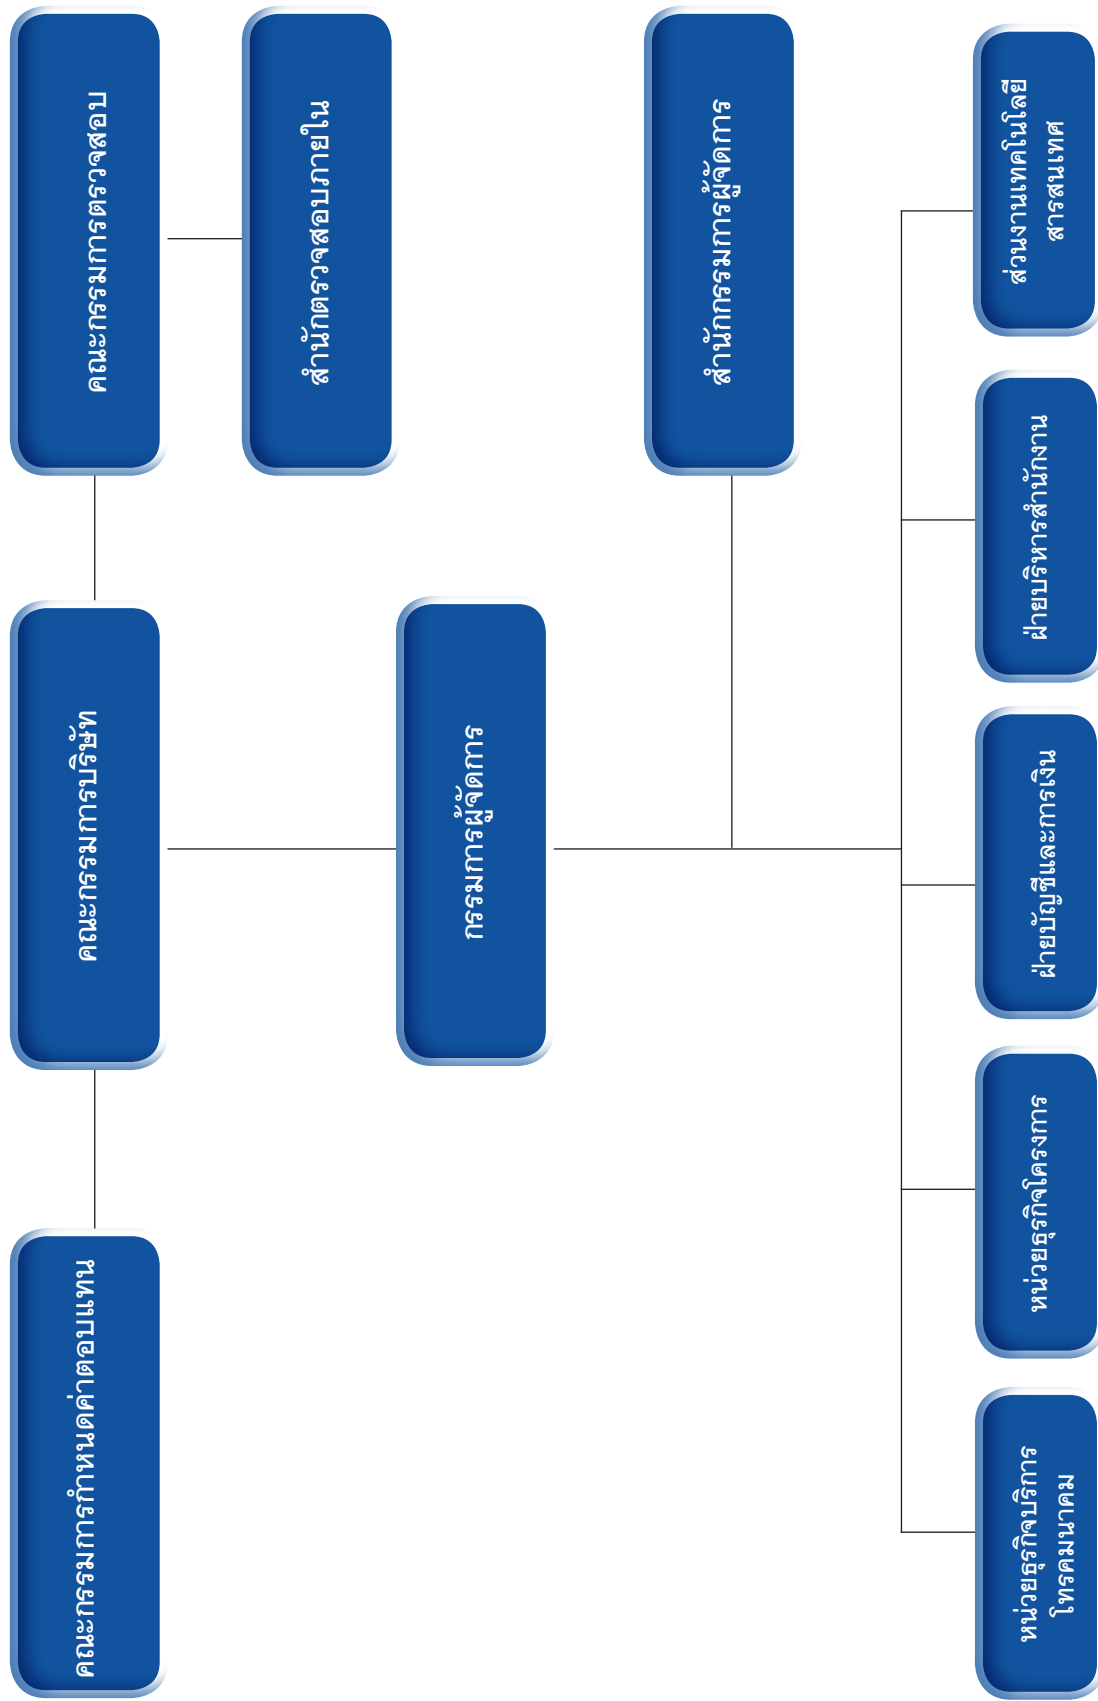 คณะกรรมการกำหนดค่าตอบแทน
คณะกรรมการบริษัท
คณะกรรมการตรวจสอบ
สำนักตรวจสอบภายใน
กรรมการผู้จัดการ
สำนักกรรมการผู้จัดการ
หน่วยธุรกิจบริการ
โทรคมนาคม
หน่วยธุรกิจโครงการ
ฝ่ายบัญชีและการเงิน
ฝ่ายบริหารสำนักงาน
ส่วนงานเทคโนโลยี
สารสนเทศ